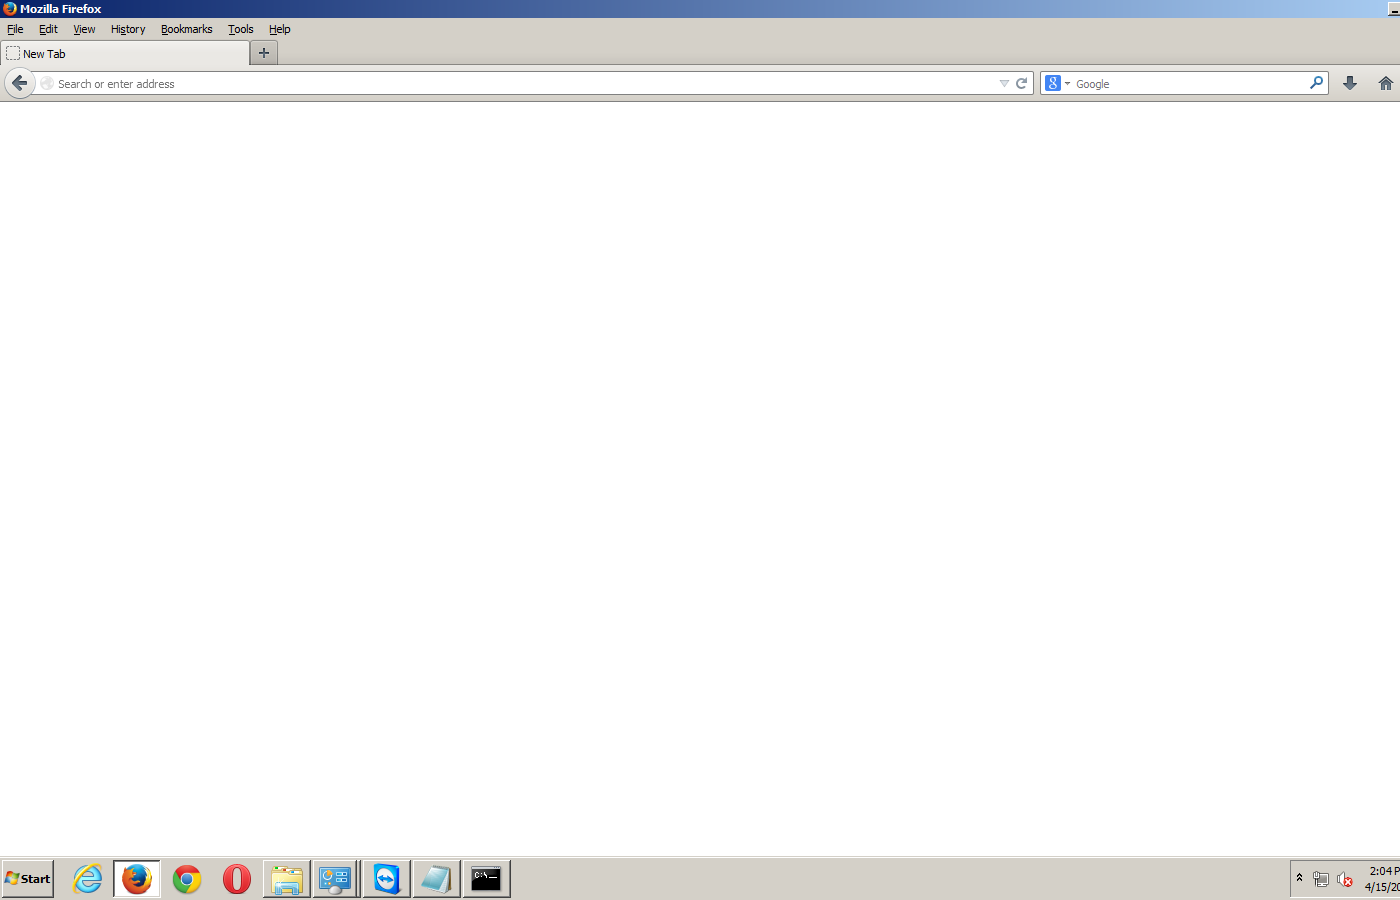 Mozilla Firefox
File Edit View History Bookmarks Tools Help
New Tab
Search or enter address
Google
Start
C:\
2:04 P
4/15/20